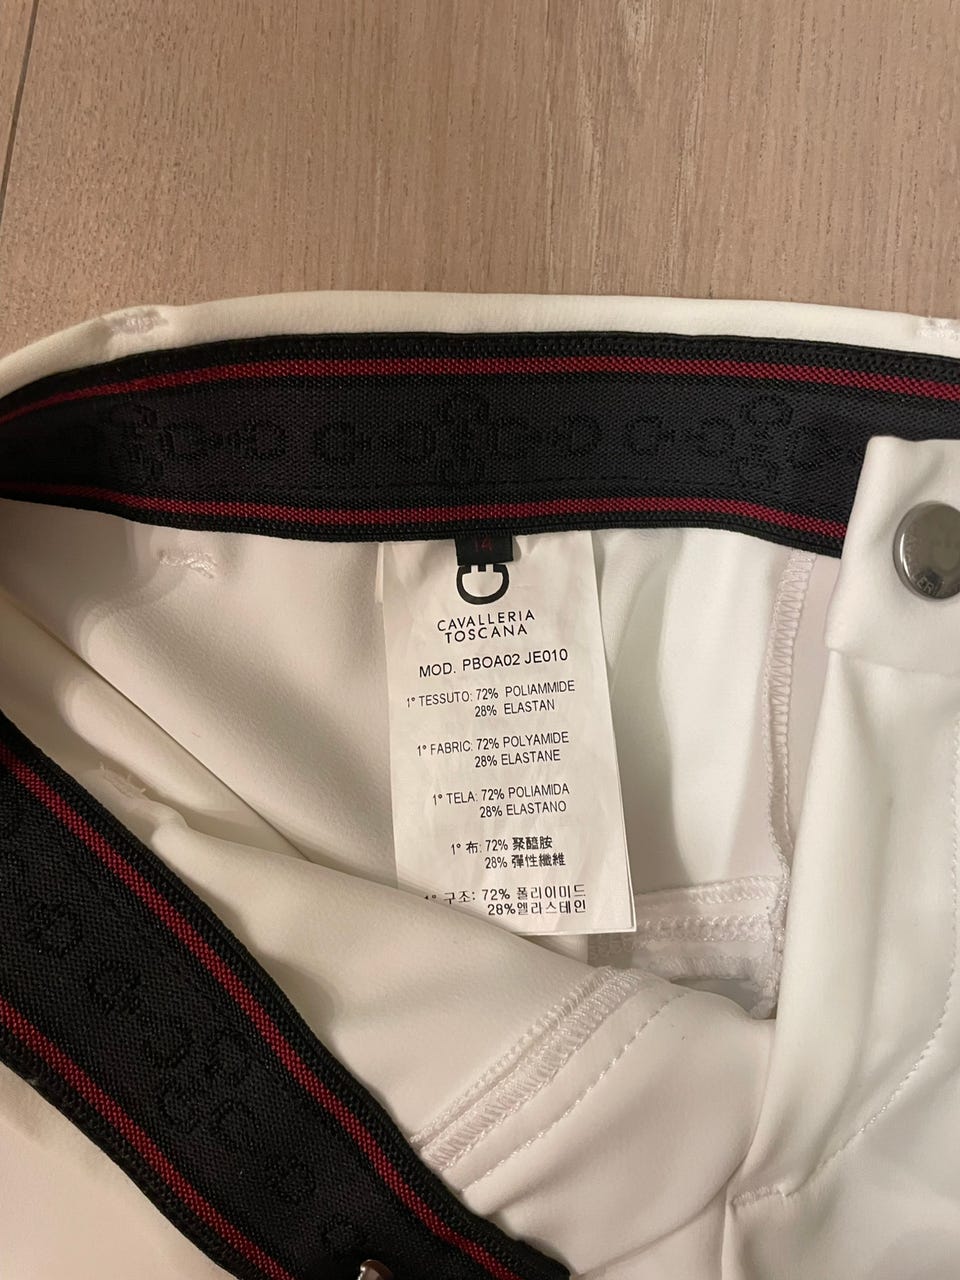 14
CAVALLERIA
TOSCANA
MOD. PBOA02 JE010
1° TESSUTO: 72% POLIAMMIDE
28% ELASTAN
1° FABRIC: 72% POLYAMIDE
28% ELASTANE
1° TELA: 72% POLIAMIDA
28% ELASTANO
1° 布: 72% 聚醯胺
28% 彈性纖維
1° 구조: 72% 폴리이미드
28%엘라스테인